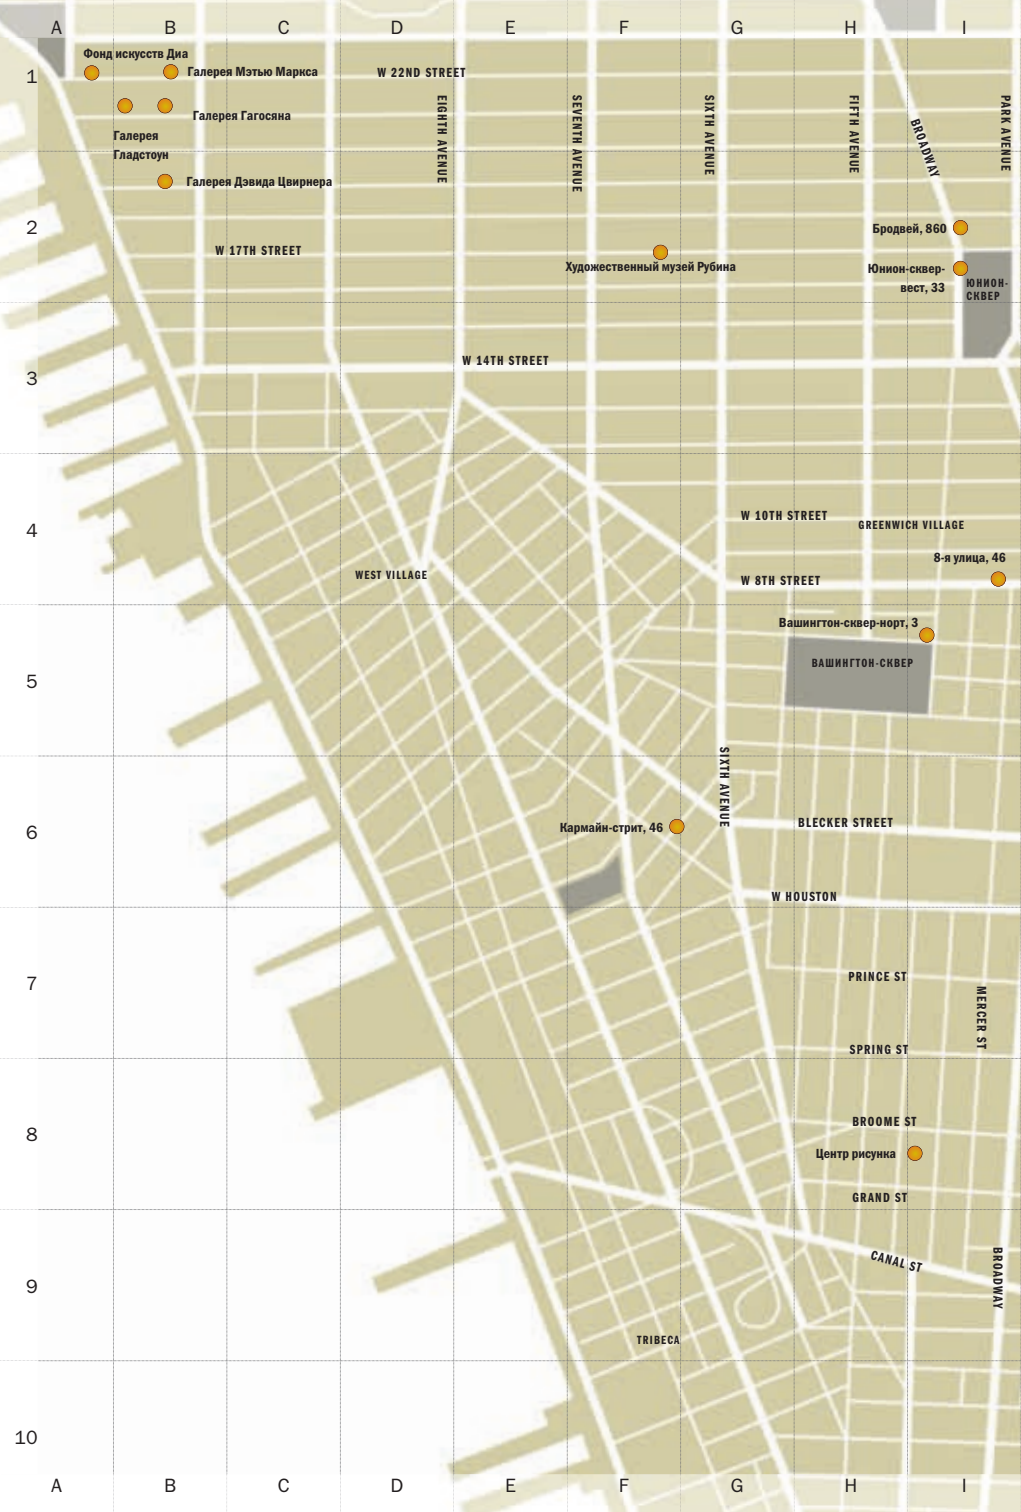 A B C D E F G H I
1
Фонд искусств Диа
Галерея Мэтью Маркса
W 22ND STREET
Галерея Гагосяна
Галерея
Гладстоун
EIGHTH AVENUE
SEVENTH AVENUE
SIXTH AVENUE
FIFTH AVENUE
BROADWAY
PARK AVENUE
Галерея Дэвида Цвирнера
2
Бродвей, 860
W 17TH STREET
Художественный музей Рубина
Юнион-сквер-
вест, 33
ЮНИОН-
СКВЕР
W 14TH STREET
3
W 10TH STREET
GREENWICH VILLAGE
4
8-я улица, 46
WEST VILLAGE
W 8TH STREET
Вашингтон-сквер-норт, 3
ВАШИНГТОН-СКВЕР
5
SIXTH AVENUE
Кармайн-стрит, 46
BLECKER STREET
6
W HOUSTON
PRINCE ST
7
MERCER ST
SPRING ST
BROOME ST
8
Центр рисунка
GRAND ST
CANAL ST
BROADWAY
9
TRIBECA
10
A B C D E F G H I